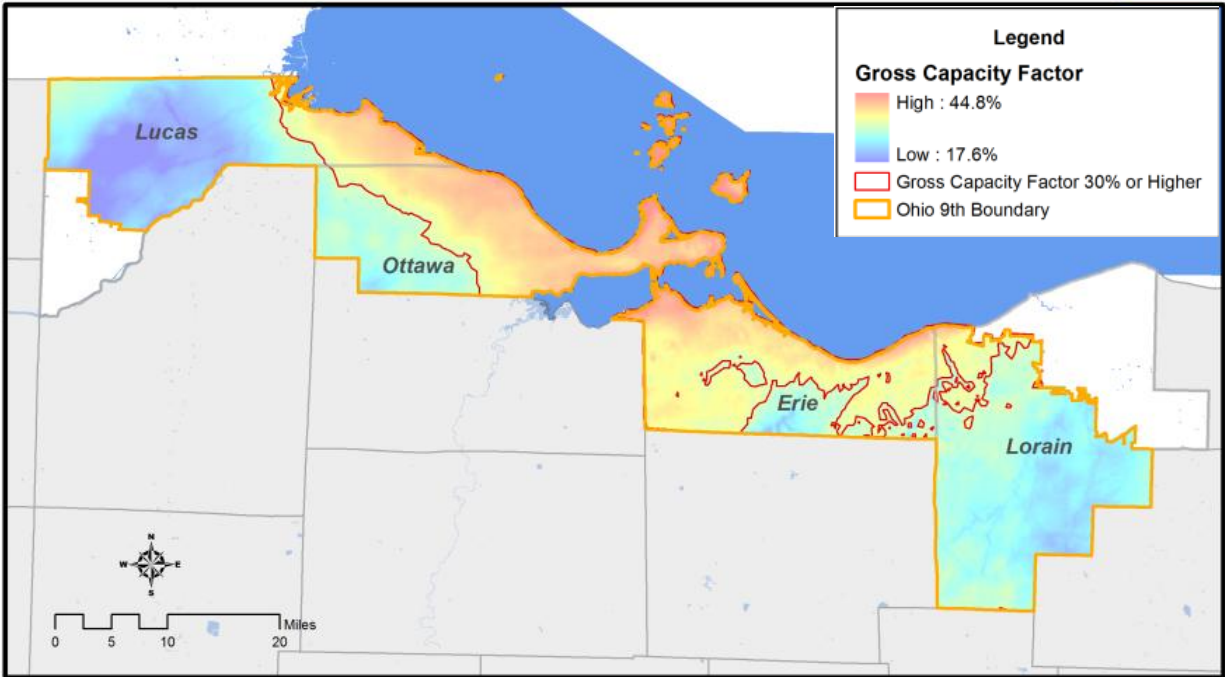 Legend
Gross Capacity Factor
High : 44.8%
Low : 17.6%
Gross Capacity Factor 30% or Higher
Ohio 9th Boundary
Lucas
Ottawa
Erie
Lorain
N
W E
S
Miles
0 5 10 20